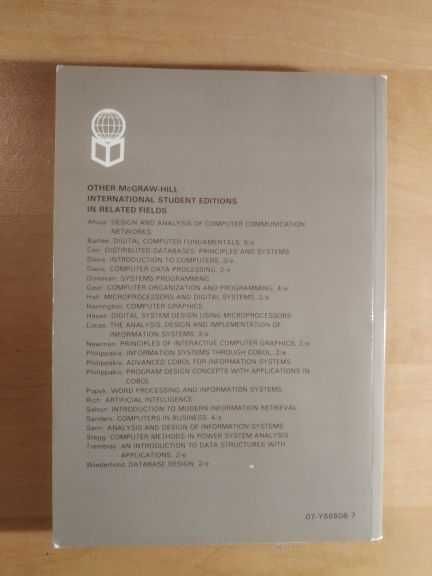 OTHER McGRAW-HILL
INTERNATIONAL STUDENT EDITIONS
IN RELATED FIELDS
Ahuja: DESIGN AND ANALYSIS OF COMPUTER COMMUNICATION
NETWORKS
Bartee: DIGITAL COMPUTER FUNDAMENTALS, 6/e
Ceri: DISTRIBUTED DATABASES: PRINCIPLES AND SYSTEMS
Davis: INTRODUCTION TO COMPUTERS, 3/e
Davis: COMPUTER DATA PROCESSING, 2/e
Donovan: SYSTEMS PROGRAMMING
Gear: COMPUTER ORGANIZATION AND PROGRAMMING, 4/e
Hall: MICROPROCESSORS AND DIGITAL SYSTEMS, 2/e
Harrington: COMPUTER GRAPHICS
Hayes: DIGITAL SYSTEM DESIGN USING MICROPROCESSORS
Lucas: THE ANALYSIS, DESIGN AND IMPLEMENTATION OF
INFORMATION SYSTEMS, 3/e
Newman: PRINCIPLES OF INTERACTIVE COMPUTER GRAPHICS, 2/e
Philippakis: INFORMATION SYSTEMS THROUGH COBOL, 2/e
Philippakis: ADVANCED COBOL FOR INFORMATION SYSTEMS
Philippakis: PROGRAM DESIGN CONCEPTS WITH APPLICATIONS IN
COBOL
Popyk: WORD PROCESSING AND INFORMATION SYSTEMS
Rich: ARTIFICIAL INTELLIGENCE
Salton: INTRODUCTION TO MODERN INFORMATION RETRIEVAL
Sanders: COMPUTERS IN BUSINESS, 4/e
Senn: ANALYSIS AND DESIGN OF INFORMATION SYSTEMS
Stagg: COMPUTER METHODS IN POWER SYSTEM ANALYSIS
Tremblay: AN INTRODUCTION TO DATA STRUCTURES WITH
APPLICATIONS, 2/e
Wiederhold: DATABASE DESIGN, 2/e